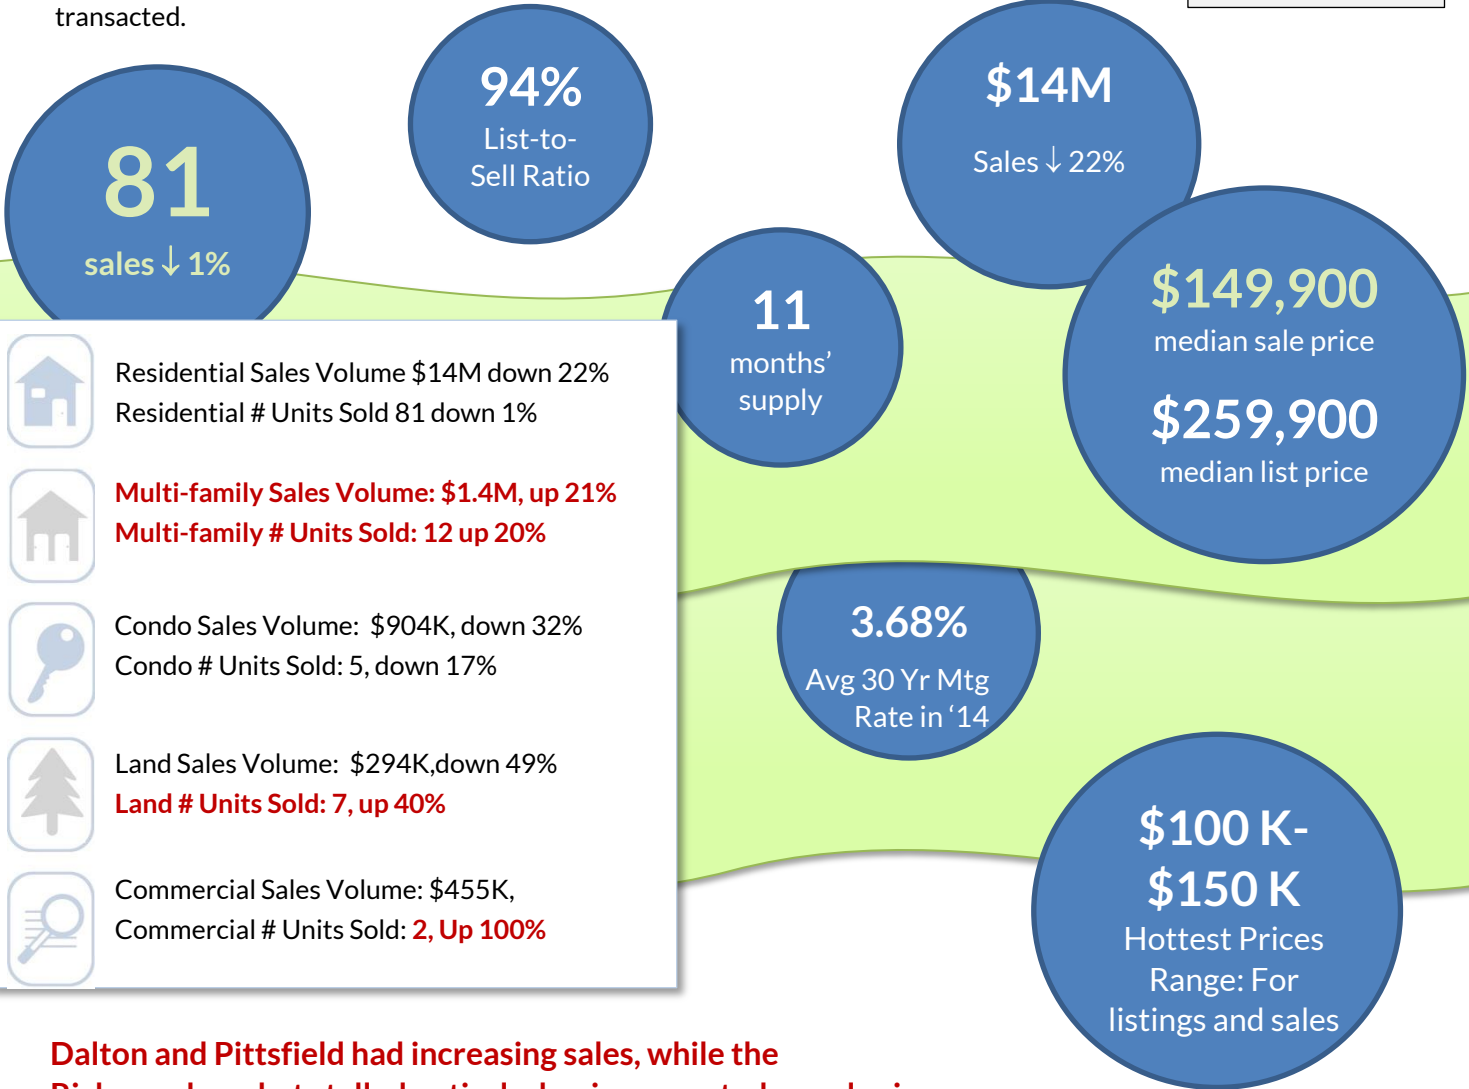 transacted.
81
sales ↓ 1%
94%
List-to-
Sell Ratio
$14M
Sales ↓ 22%
11
months’
supply
$149,900
median sale price
$259,900
median list price
Residential Sales Volume $14M down 22%
Residential # Units Sold 81 down 1%
Multi-family Sales Volume: $1.4M, up 21%
Multi-family # Units Sold: 12 up 20%
Condo Sales Volume:  $904K, down 32%
Condo # Units Sold: 5, down 17%
Land Sales Volume:  $294K,down 49%
Land # Units Sold: 7, up 40%
Commercial Sales Volume: $455K,
Commercial # Units Sold: 2, Up 100%
3.68%
Avg 30 Yr Mtg
Rate in ‘14
$100 K-
$150 K
Hottest Prices
Range: For
listings and sales
Dalton and Pittsfield had increasing sales, while the